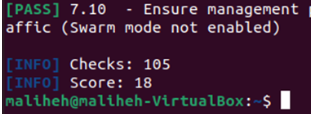 [PASS] 7.10 - Ensure management
affic (Swarm mode not enabled)
[INFO] Checks: 105
[INFO] Score: 18
maliheh@maliheh-VirtualBox:~$